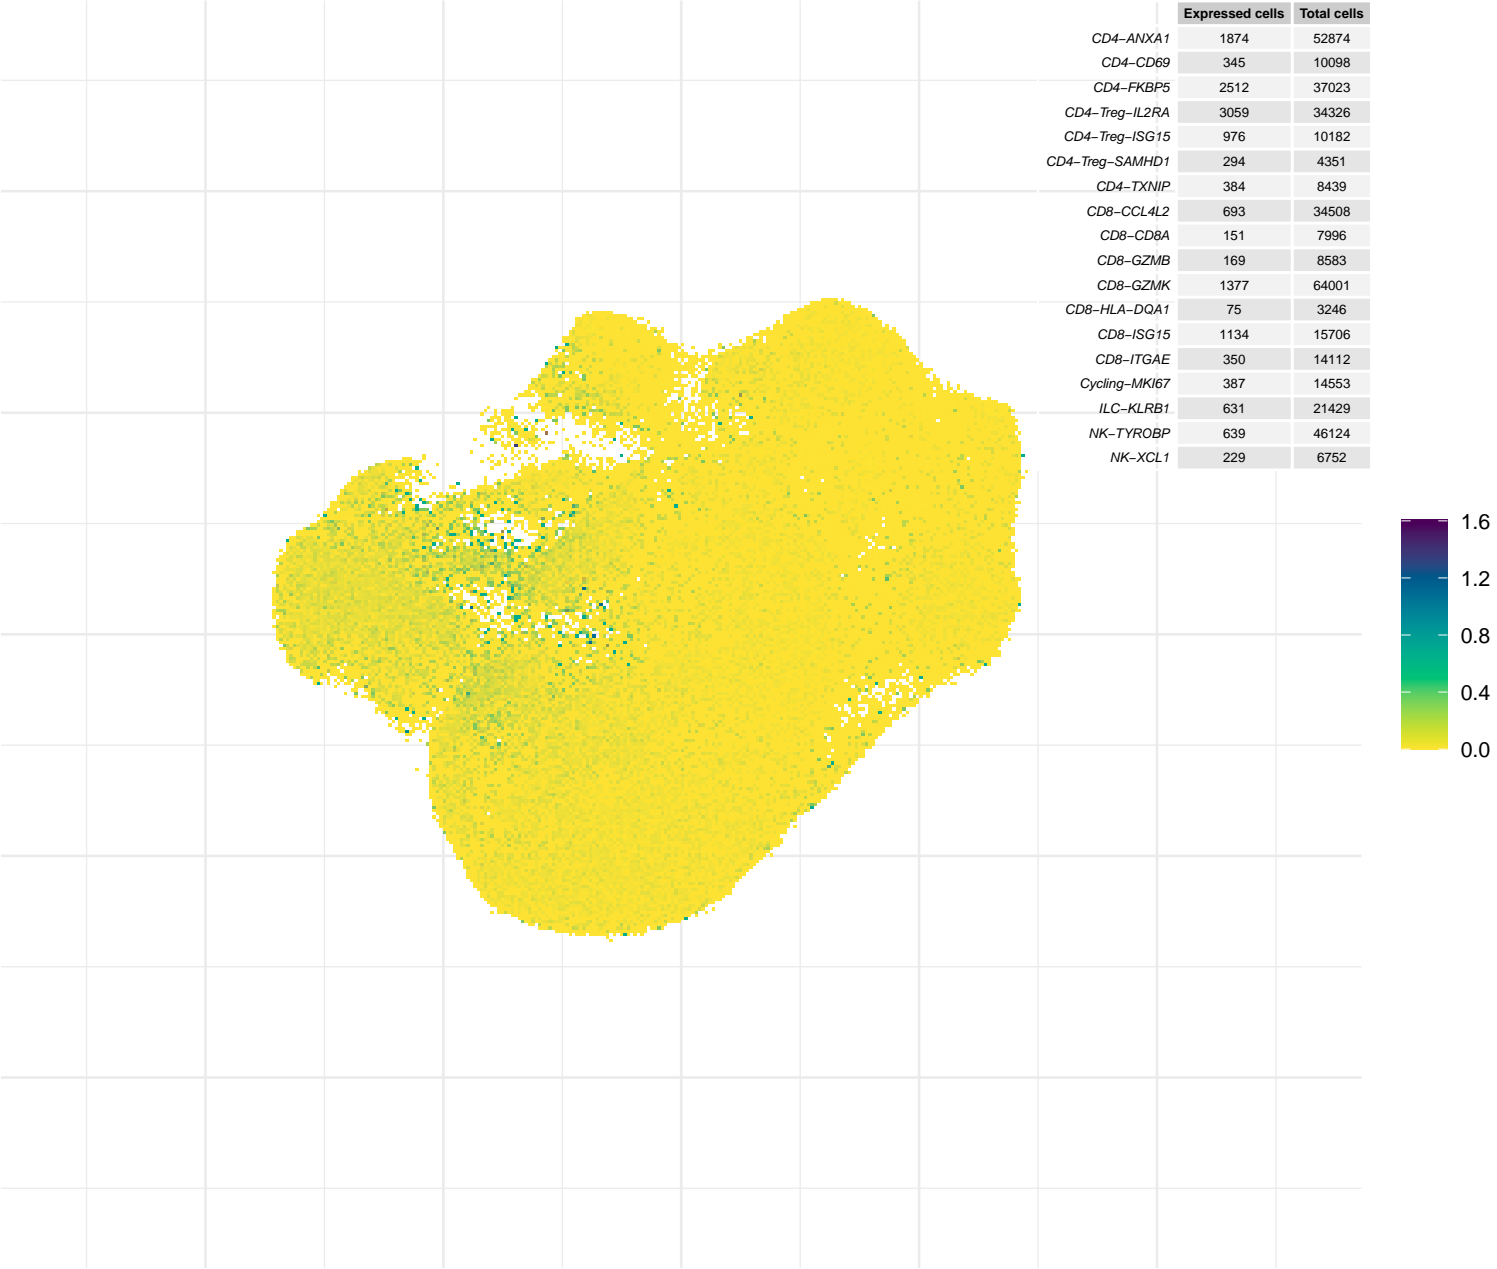 Expressed cells Total cells
CD4−ANXA1 1874 52874
CD4−CD69 345 10098
CD4−FKBP5 2512 37023
CD4−Treg−IL2RA 3059 34326
CD4−Treg−ISG15 976 10182
CD4−Treg−SAMHD1 294 4351
CD4−TXNIP 384 8439
CD8−CCL4L2 693 34508
CD8−CD8A 151 7996
CD8−GZMB 169 8583
CD8−GZMK 1377 64001
CD8−HLA−DQA1 75 3246
CD8−ISG15 1134 15706
CD8−ITGAE 350 14112
Cycling−MKI67 387 14553
ILC−KLRB1 631 21429
NK−TYROBP 639 46124
NK−XCL1 229 6752
1.6
1.2
0.8
0.4
0.0